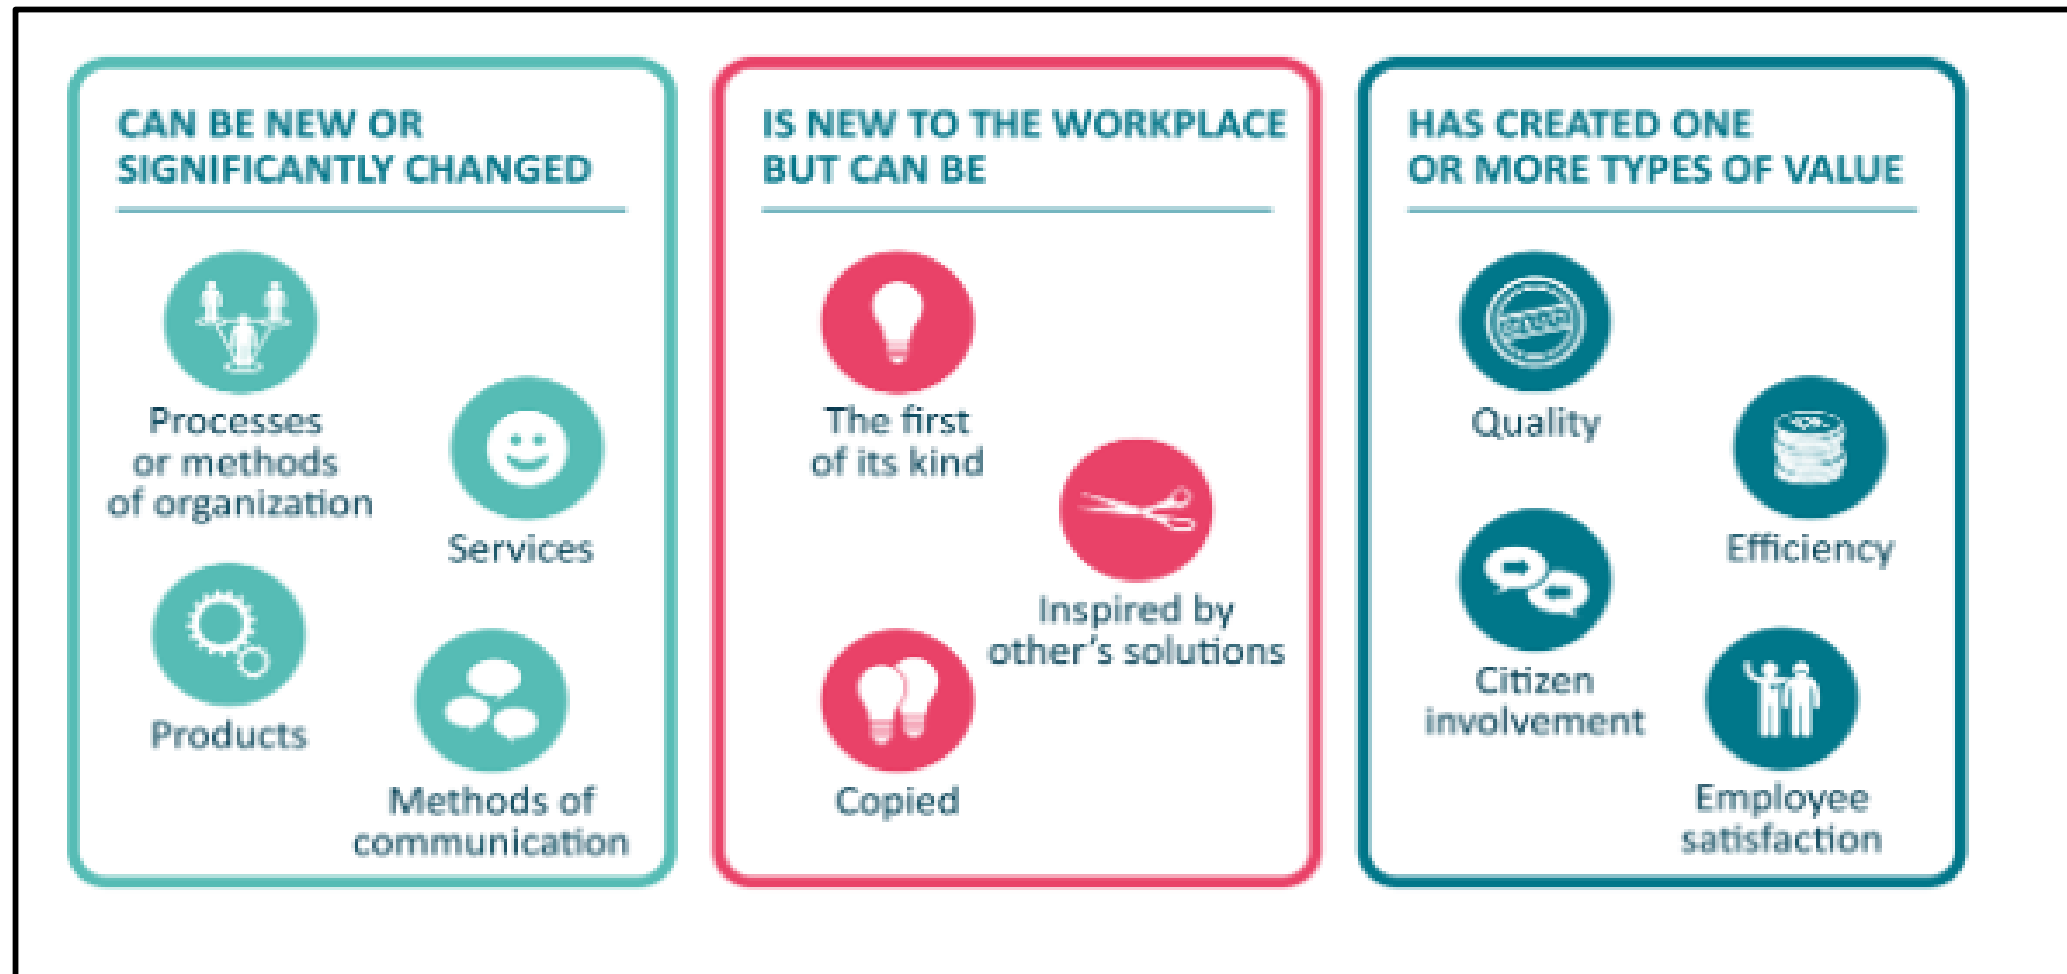 CAN BE NEW OR
SIGNIFICANTLY CHANGED
Processes
or methods
of organization
Services
Products
Methods of
communication
IS NEW TO THE WORKPLACE
BUT CAN BE
The first
of its kind
Inspired by
other's solutions
Copied
HAS CREATED ONE
OR MORE TYPES OF VALUE
Quality
Efficiency
Citizen
involvement
Employee
satisfaction